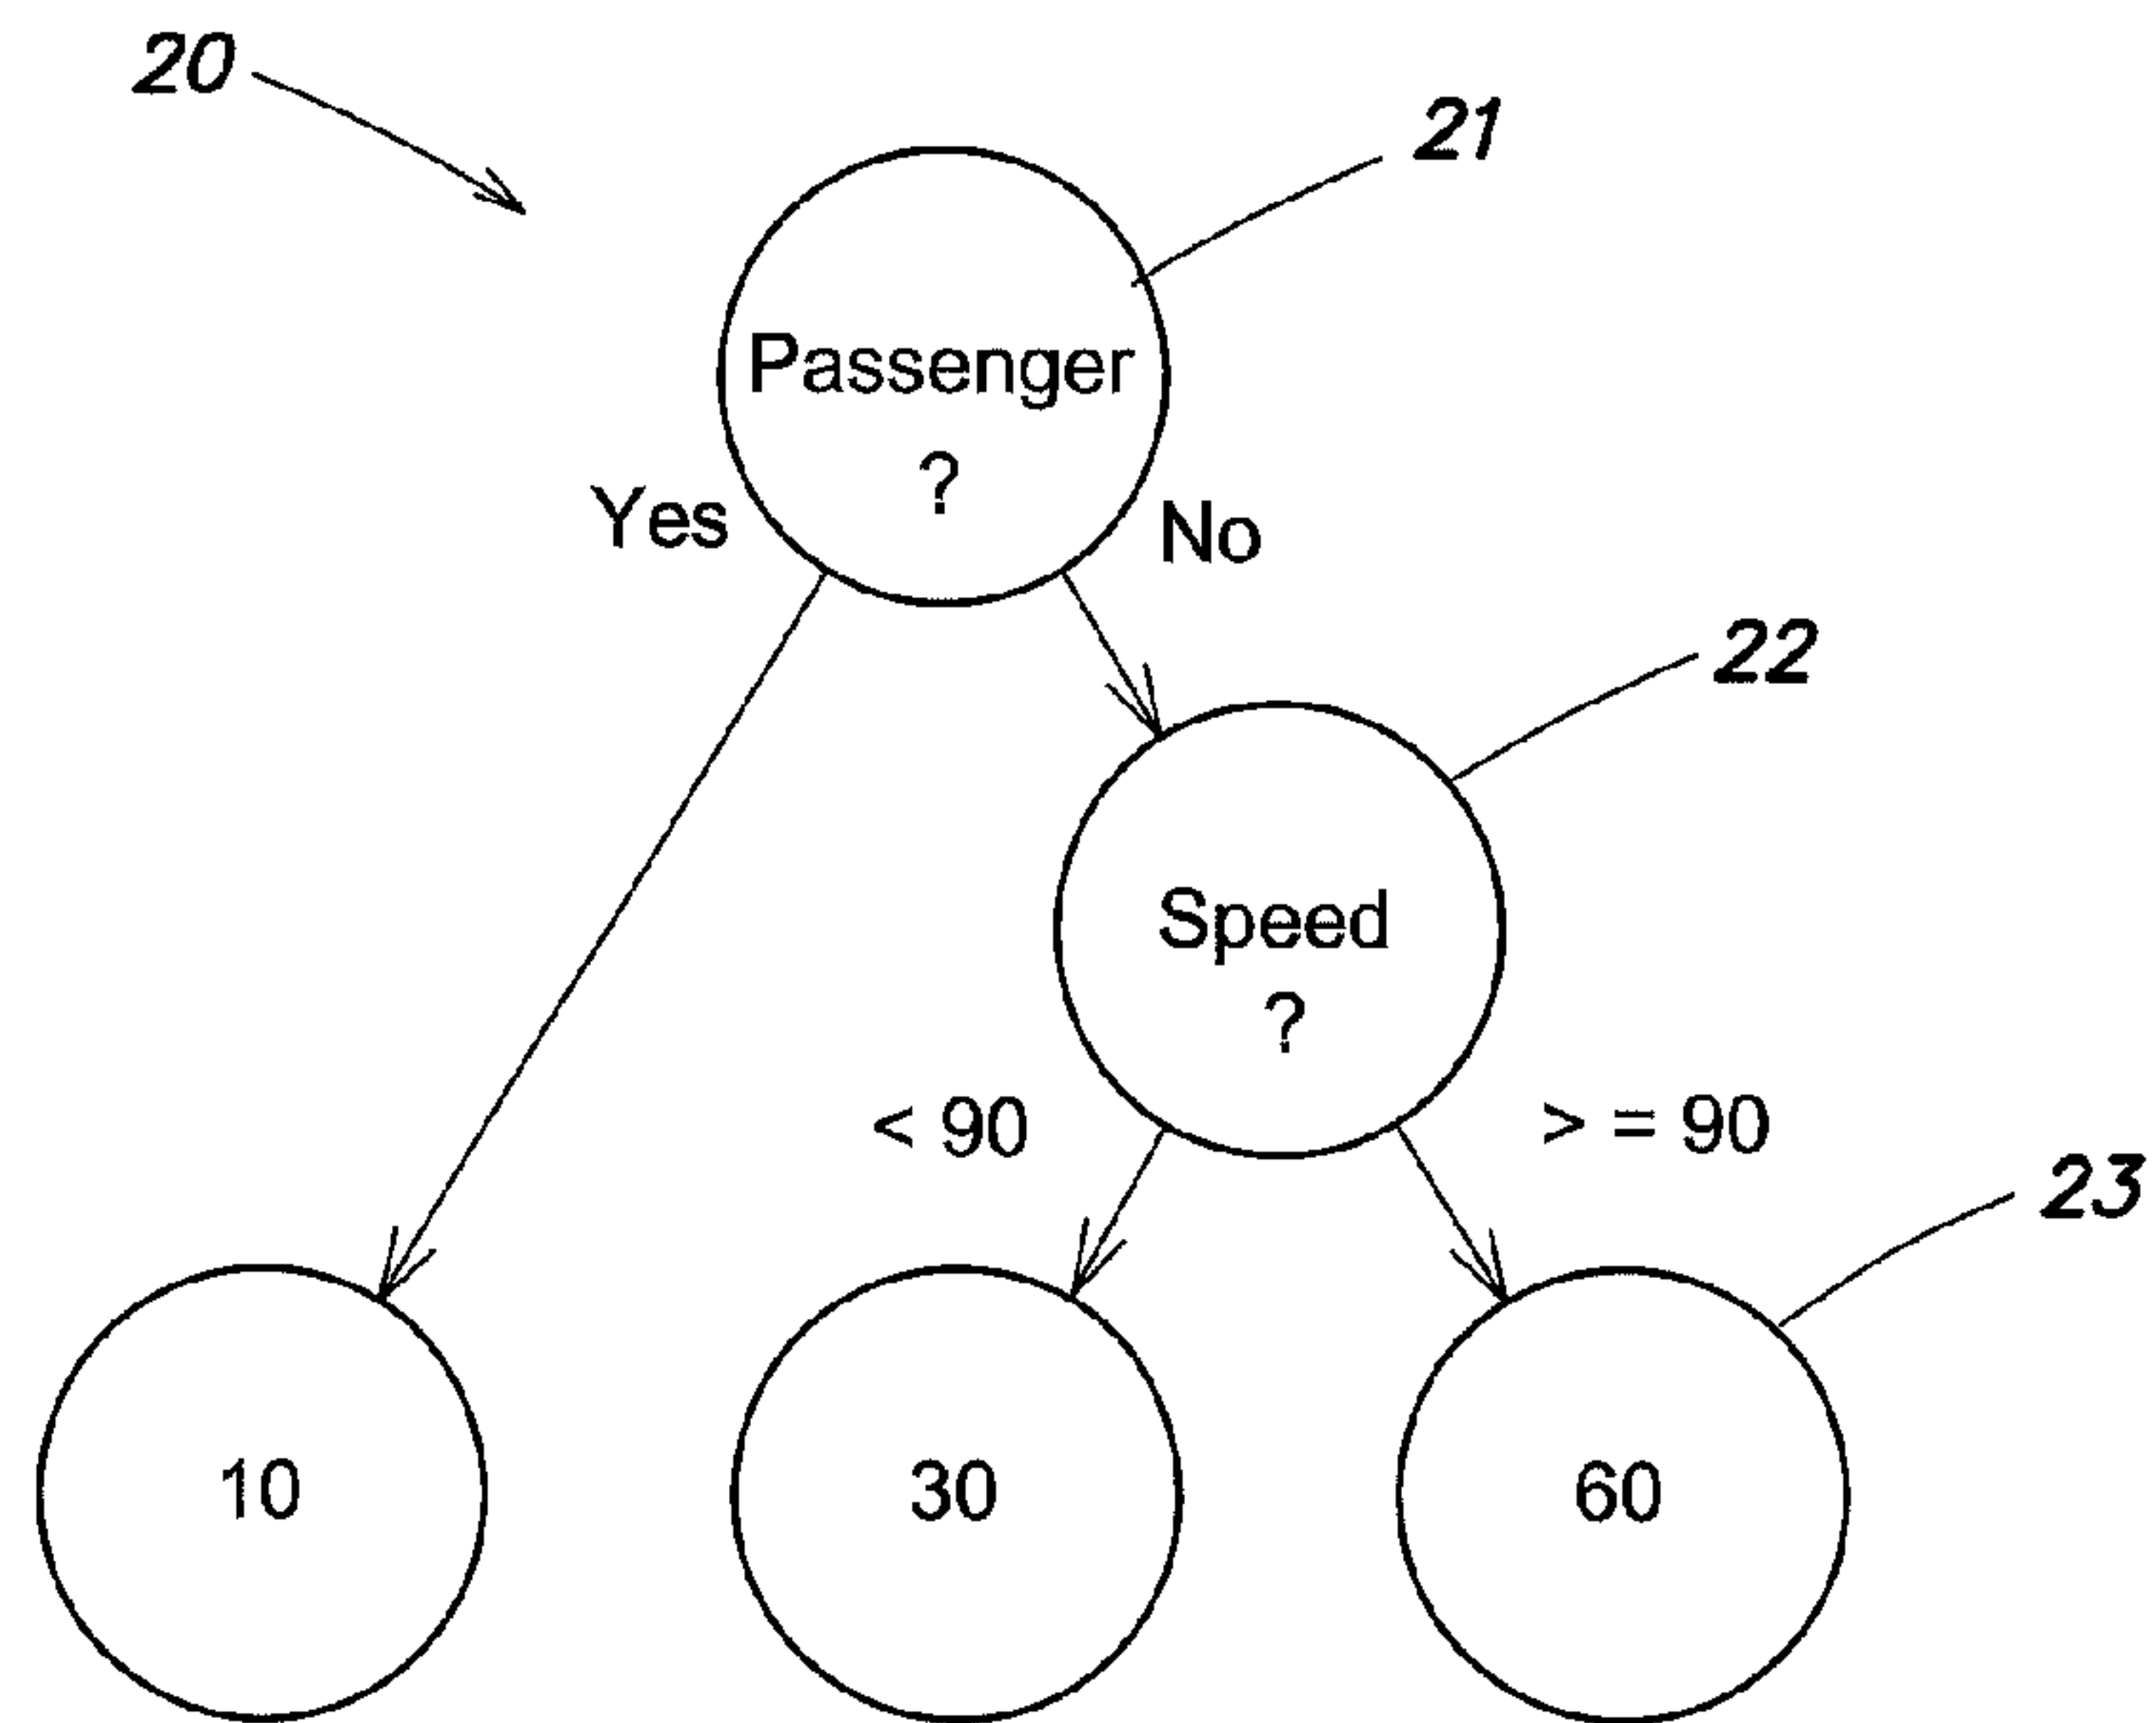 20
21
Passenger
?
Yes
No
22
Speed
?
< 90
> = 90
23
10
30
60